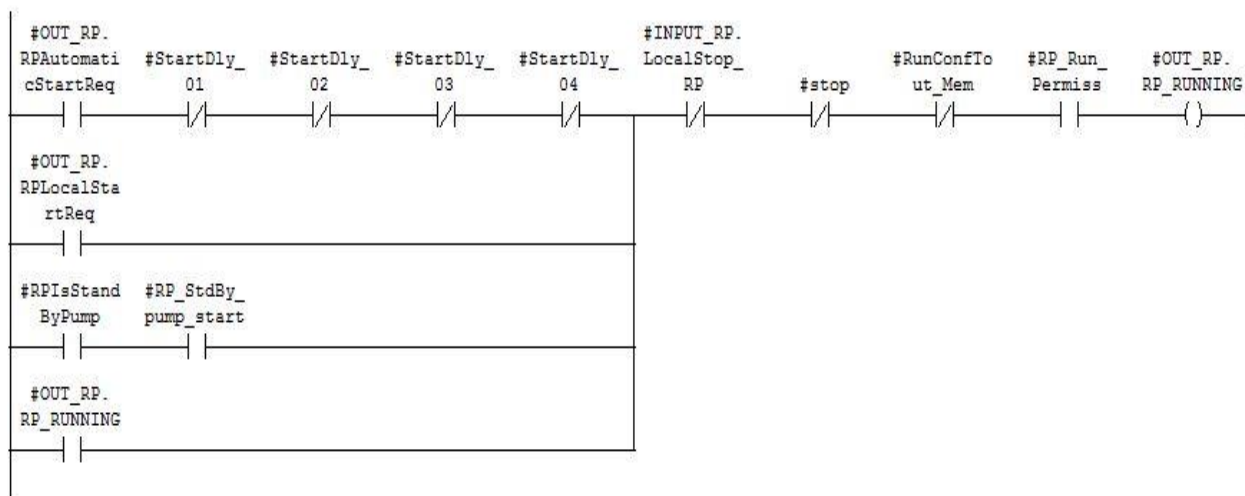 #OUT_RP. #INPUT_RP.
RPAutomati #StartDly_ #StartDly_ #StartDly_ #StartDly_ LocalStop_ #RunConfTo #RP_Run_ #OUT_RP.
cStartReq 01 02 03 04 RP #stop ut_Mem Permiss RP_RUNNING
#OUT_RP.
RPLocalSta
rtReq
#RPIsStand #RP_StdBy_
ByPump pump_start
#OUT_RP.
RP_RUNNING